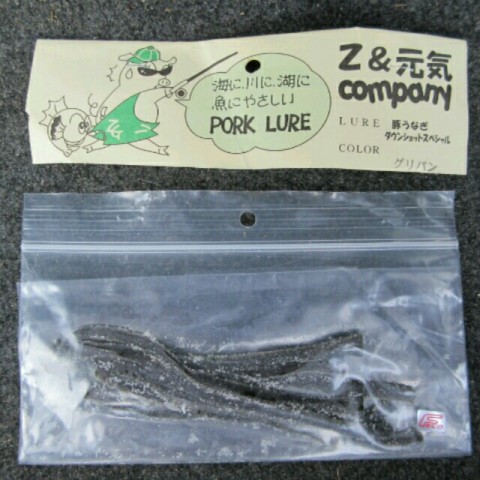 海に、川に、湖に
魚にやさしい
PORK LURE
Z & 元気
company
LURE 豚うなぎ
ダウンショットスペシャル
COLOR グリパン